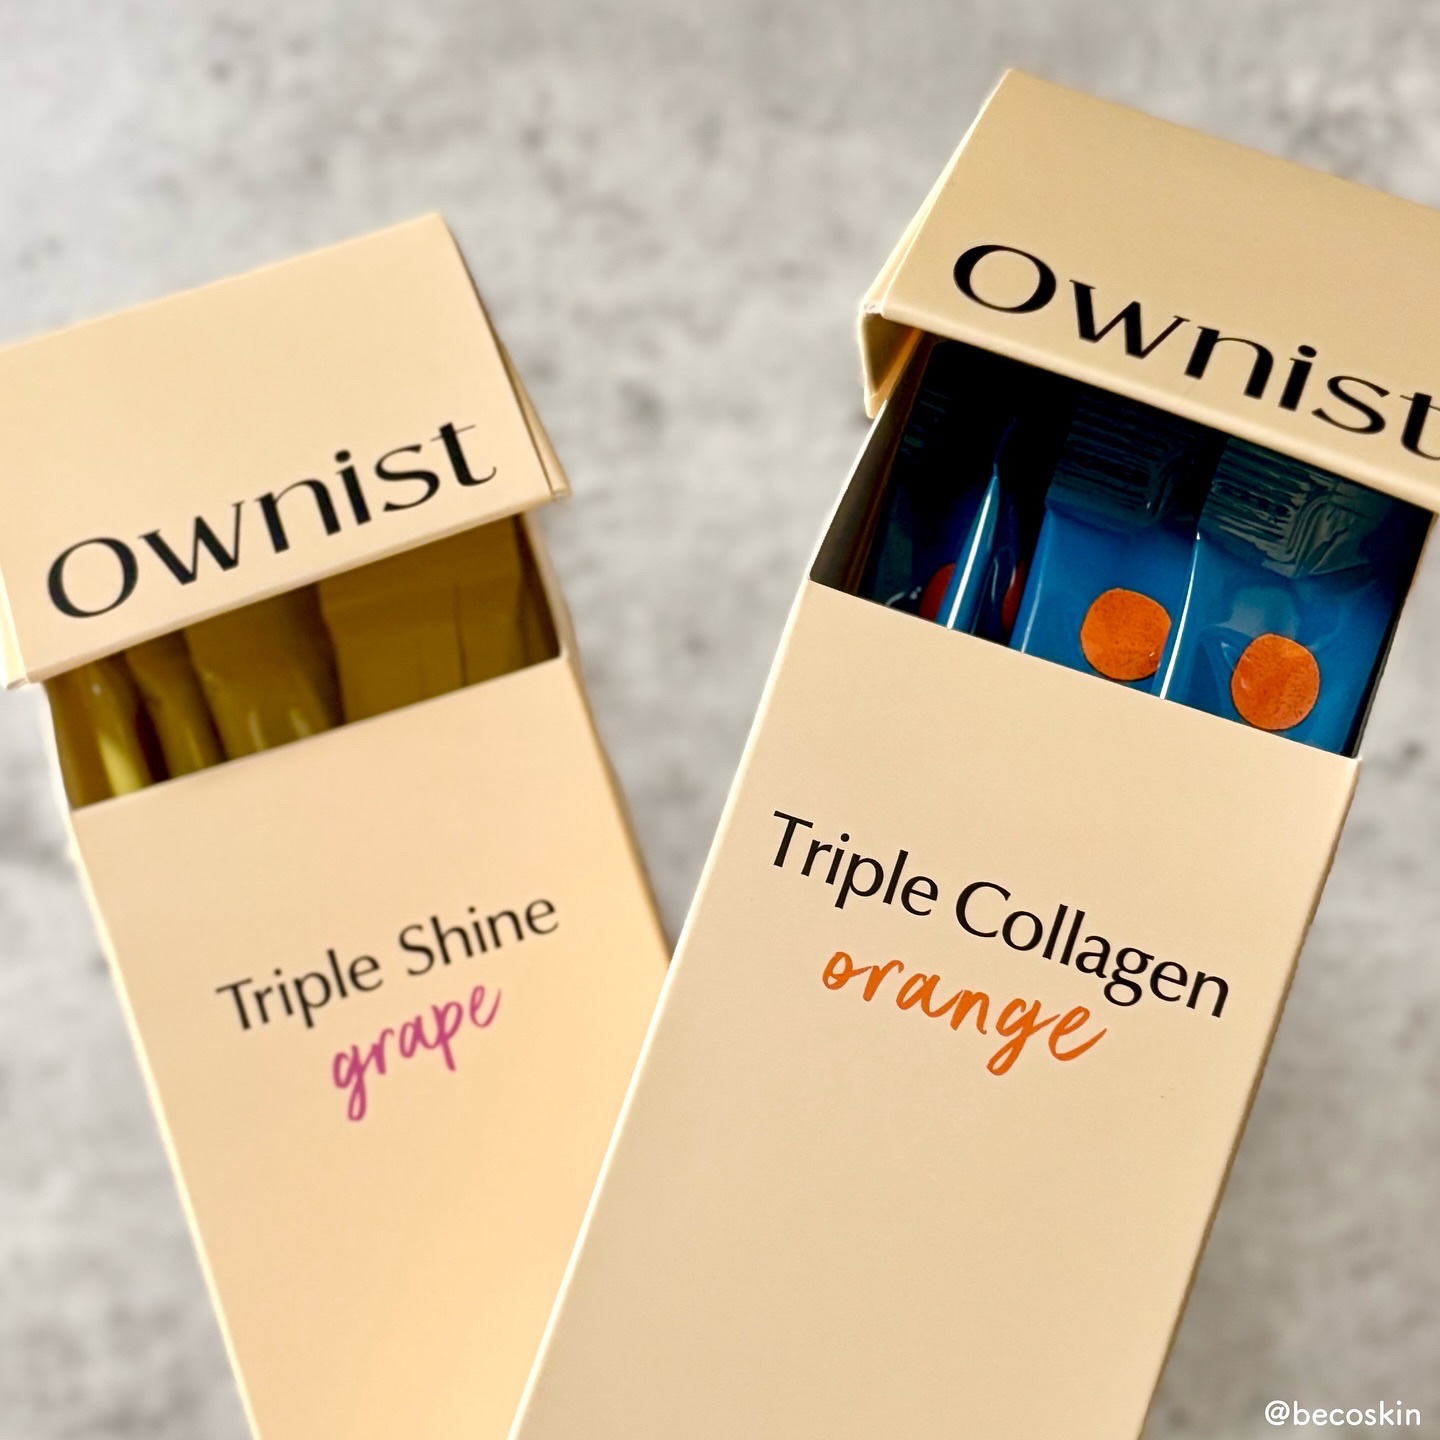 Ownist
Triple Shine
grape
Ownist
Triple Collagen
orange
@becoskin